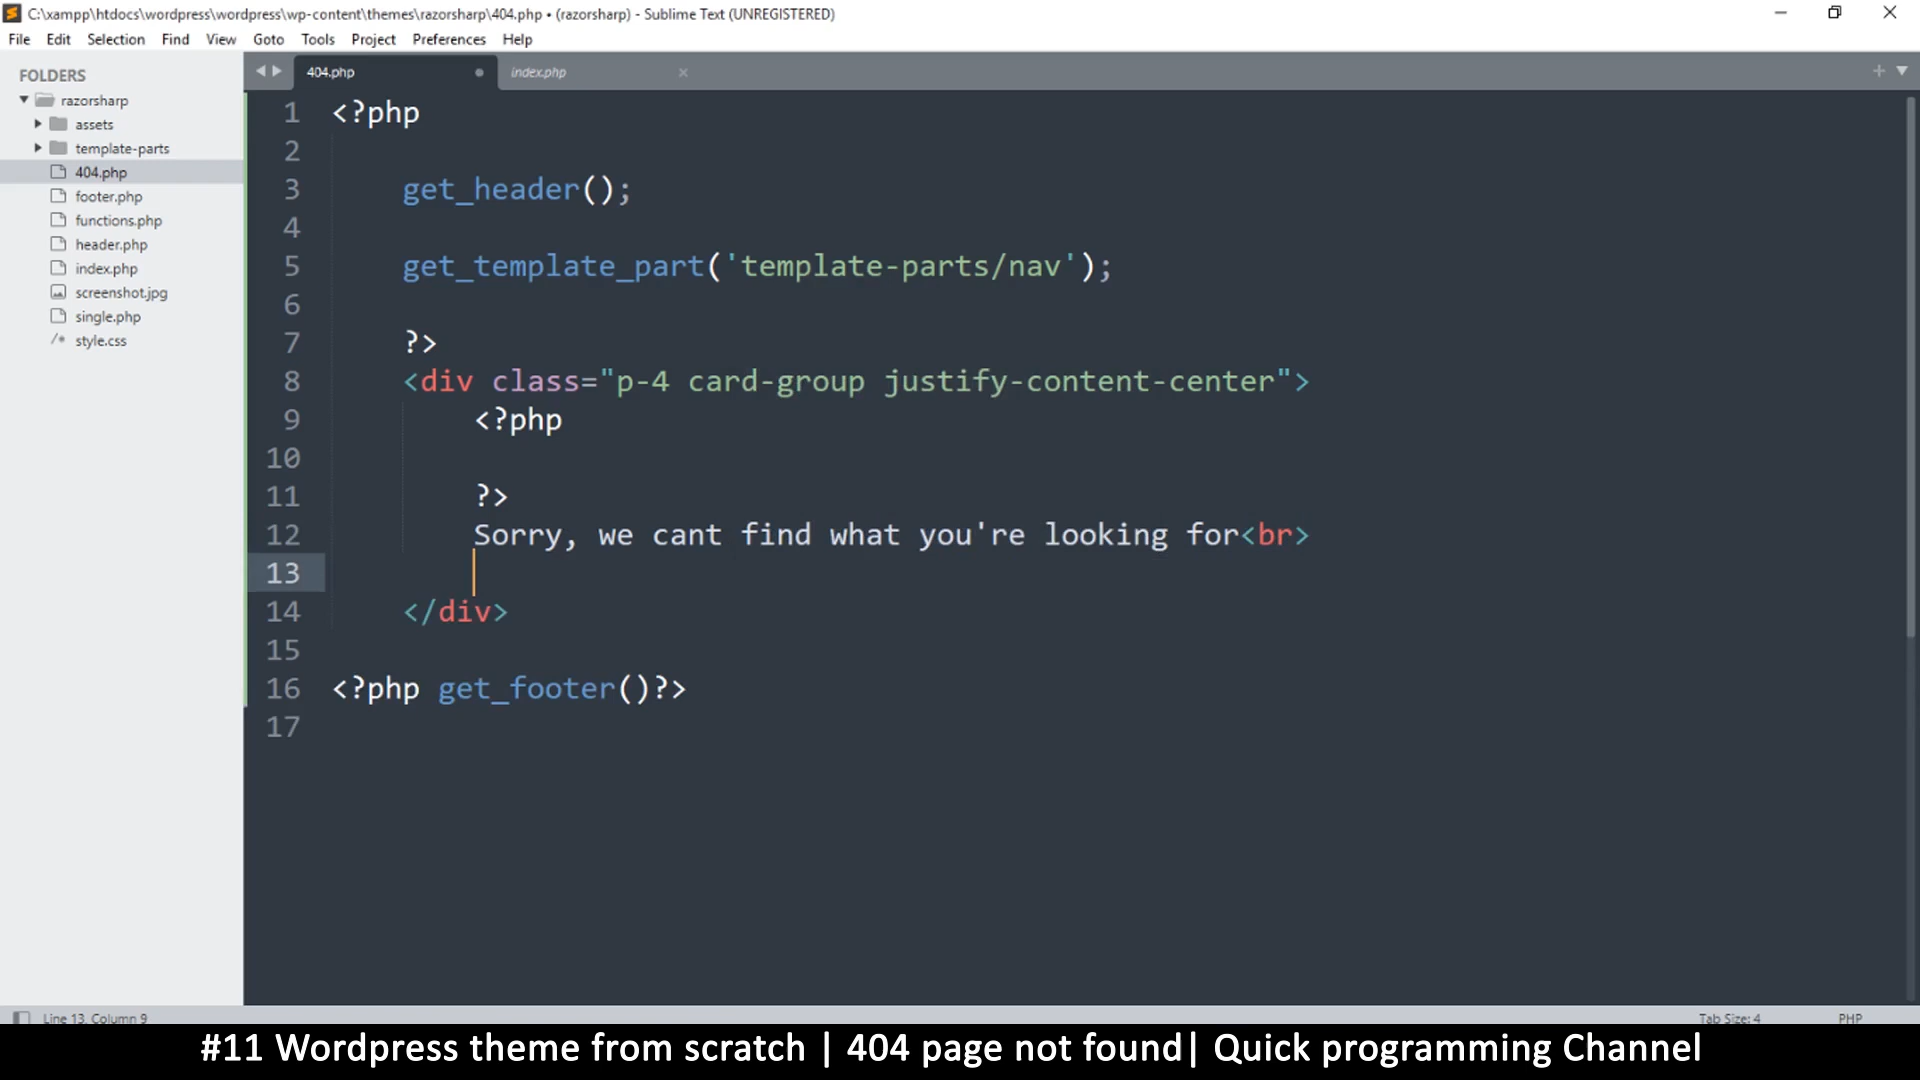 C:\xampp\htdocs\wordpress\wordpress\wp-content\themes\razorsharp\404.php • (razorsharp) - Sublime Text (UNREGISTERED)
File Edit Selection Find View Goto Tools Project Preferences Help
FOLDERS
razorsharp
assets
template-parts
404.php
footer.php
functions.php
header.php
index.php
screenshot.jpg
single.php
/* style.css
404.php index.php
1 <?php
2
3 get_header();
4
5 get_template_part('template-parts/nav');
6
7 ?>
8 <div class="p-4 card-group justify-content-center">
9 <?php
10
11 ?>
12 Sorry, we cant find what you're looking for<br>
13
14 </div>
15
16 <?php get_footer()?>
17
Line 13, Column 9 Tab Size: 4 PHP
#11 Wordpress theme from scratch | 404 page not found| Quick programming Channel